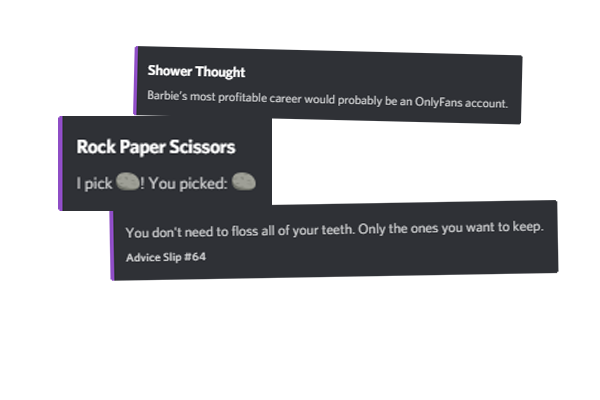 Shower Thought
Barbie's most profitable career would probably be an OnlyFans account.
Rock Paper Scissors
I pick 🪨! You picked: 🪨
You don't need to floss all of your teeth. Only the ones you want to keep.
Advice Slip #64